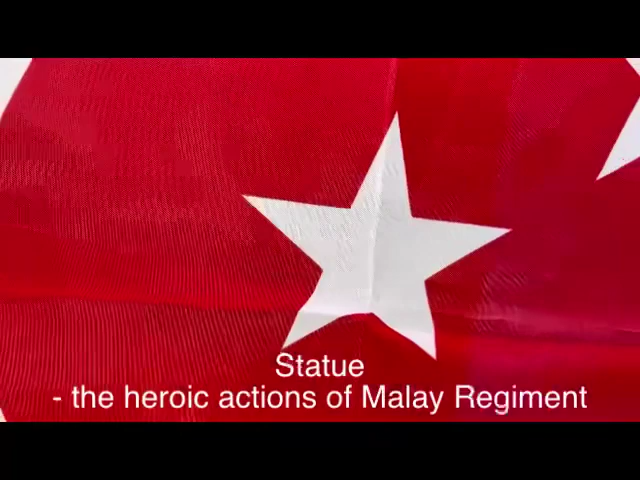 Statue
- the heroic actions of Malay Regiment